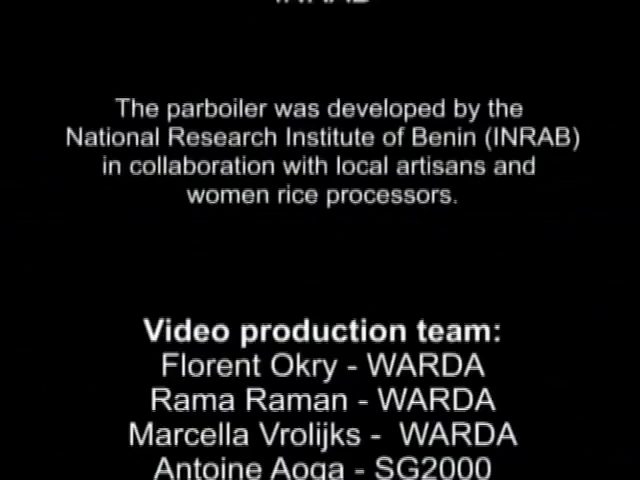 INRAB
The parboiler was developed by the
National Research Institute of Benin (INRAB)
in collaboration with local artisans and
women rice processors.
Video production team:
Florent Okry - WARDA
Rama Raman - WARDA
Marcella Vrolijks - WARDA
Antoine Aoga - SG2000